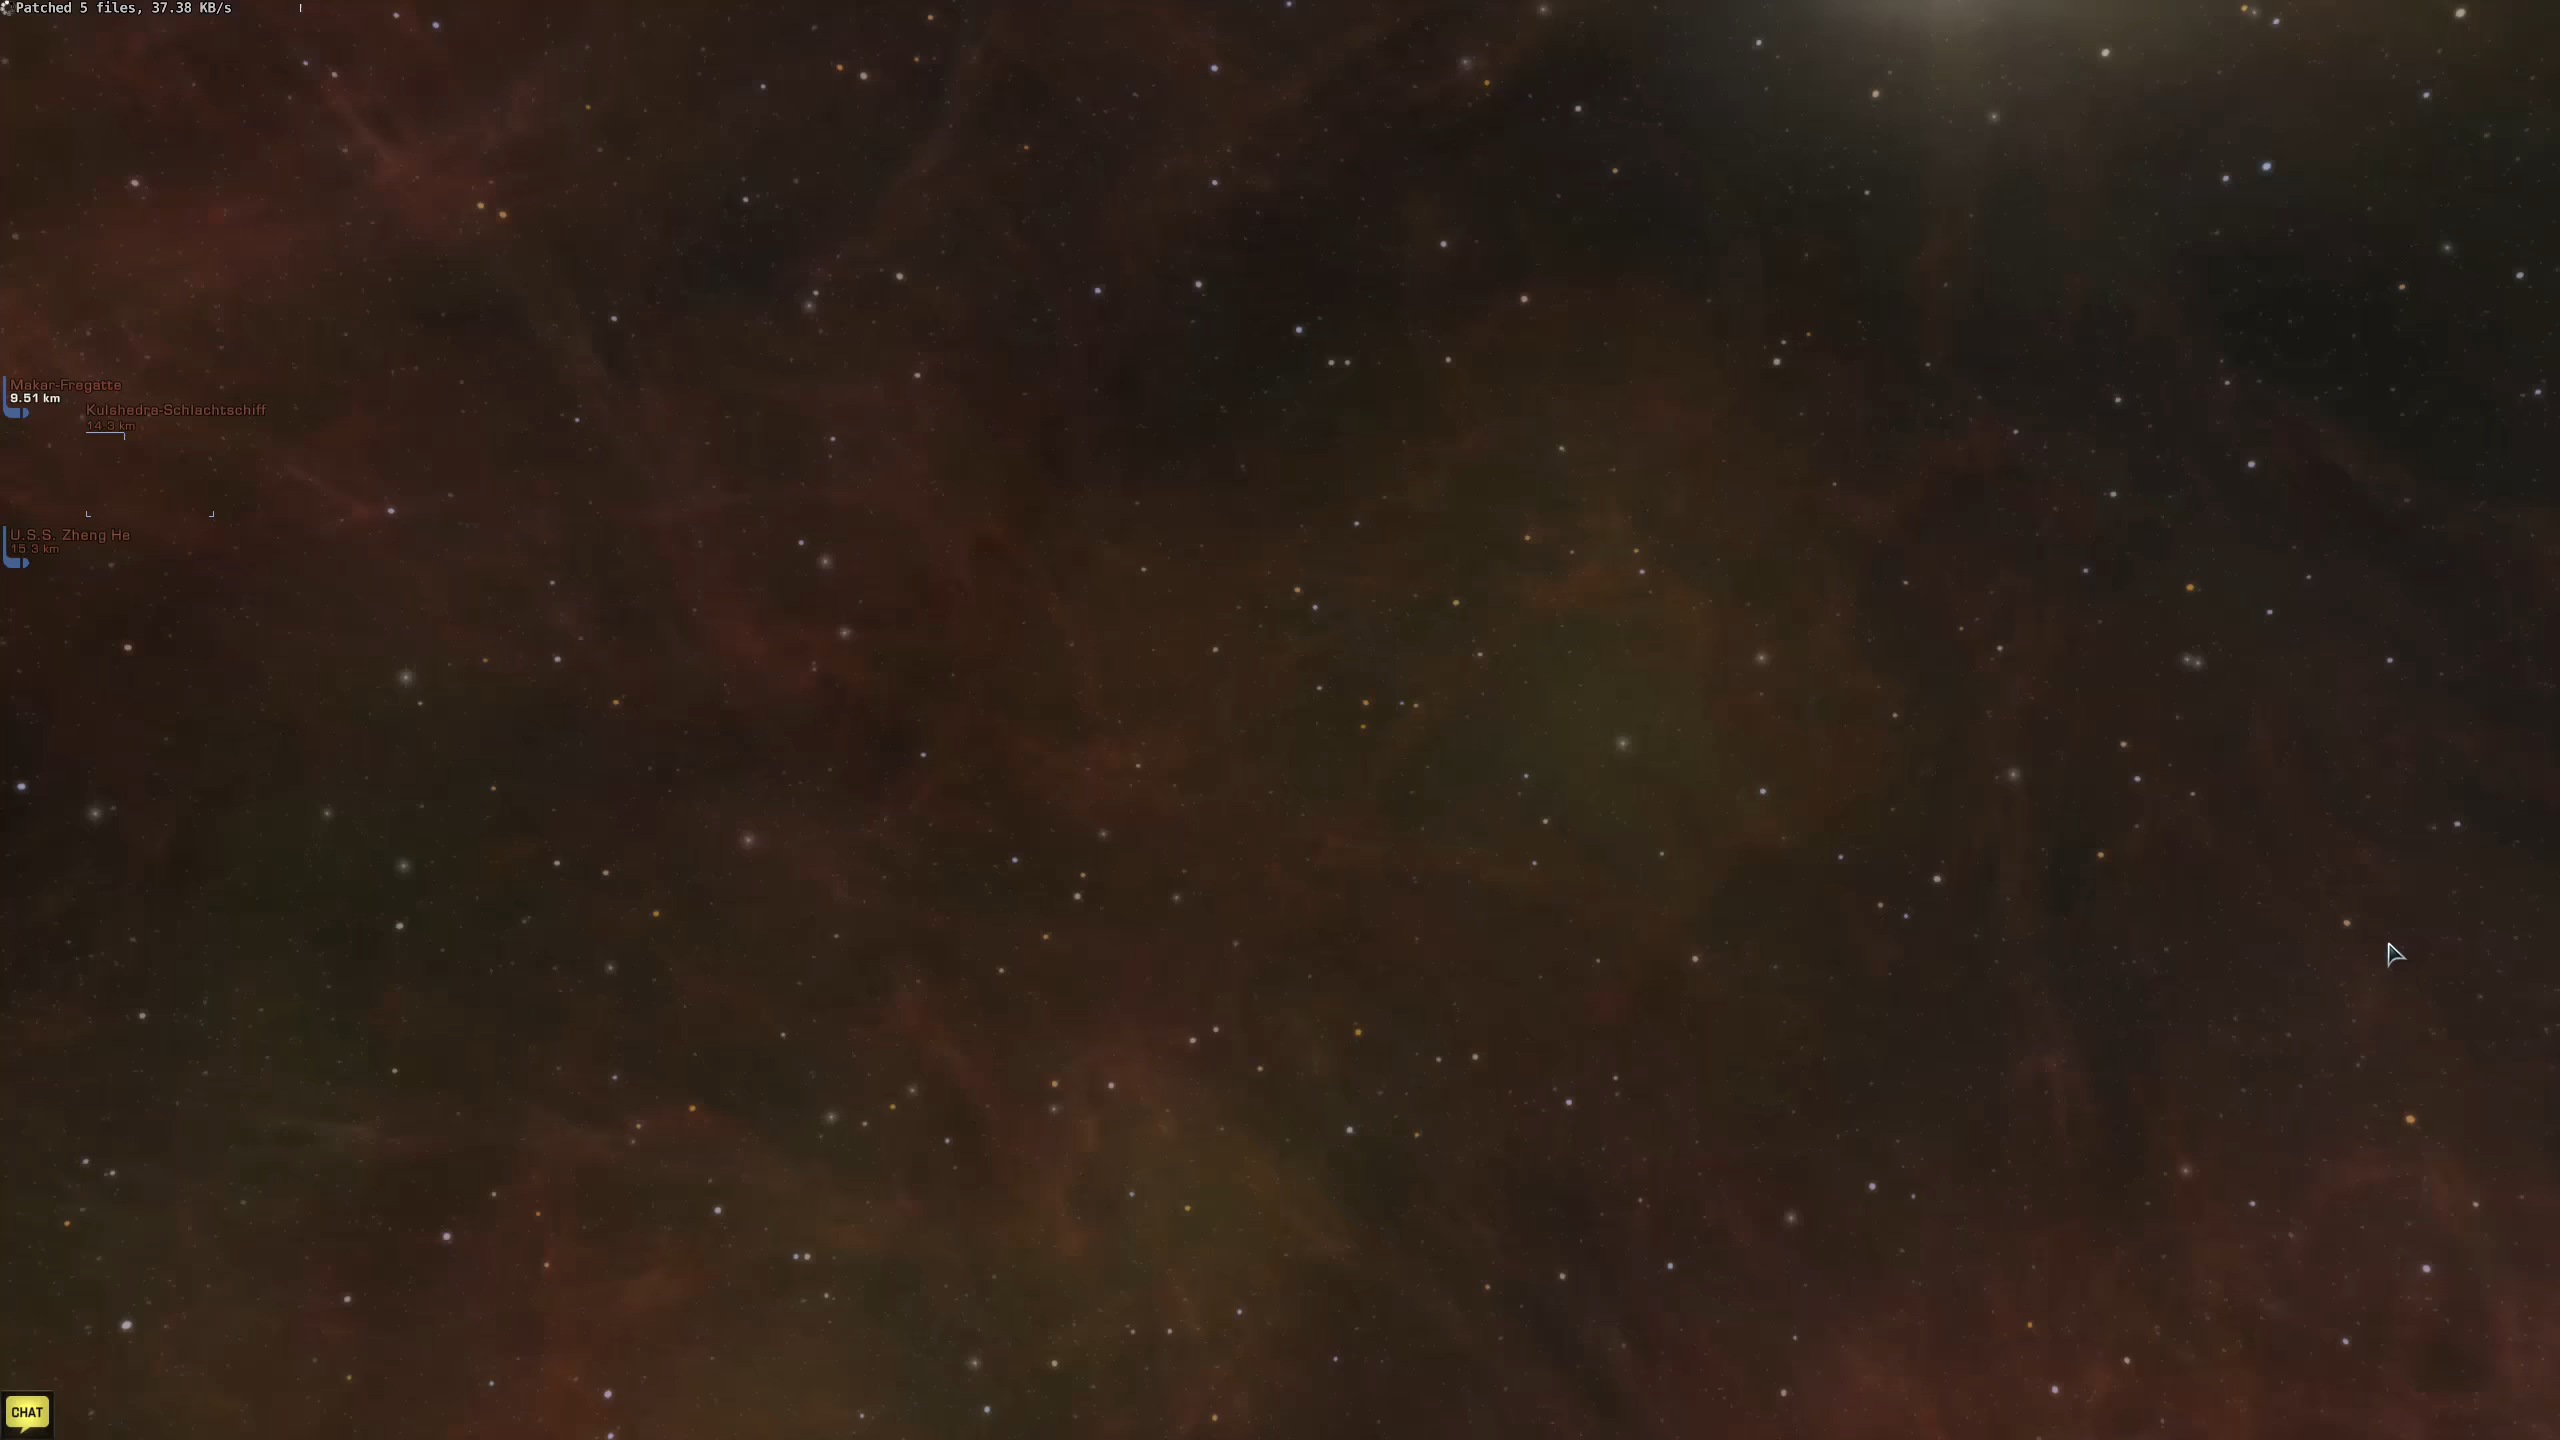 Patched 5 files, 37.38 KB/s
Makar-Fregatte
9.51 km
Kulshedra-Schlachtschiff
14.3 km
U.S.S. Zheng He
15.3 km
CHAT